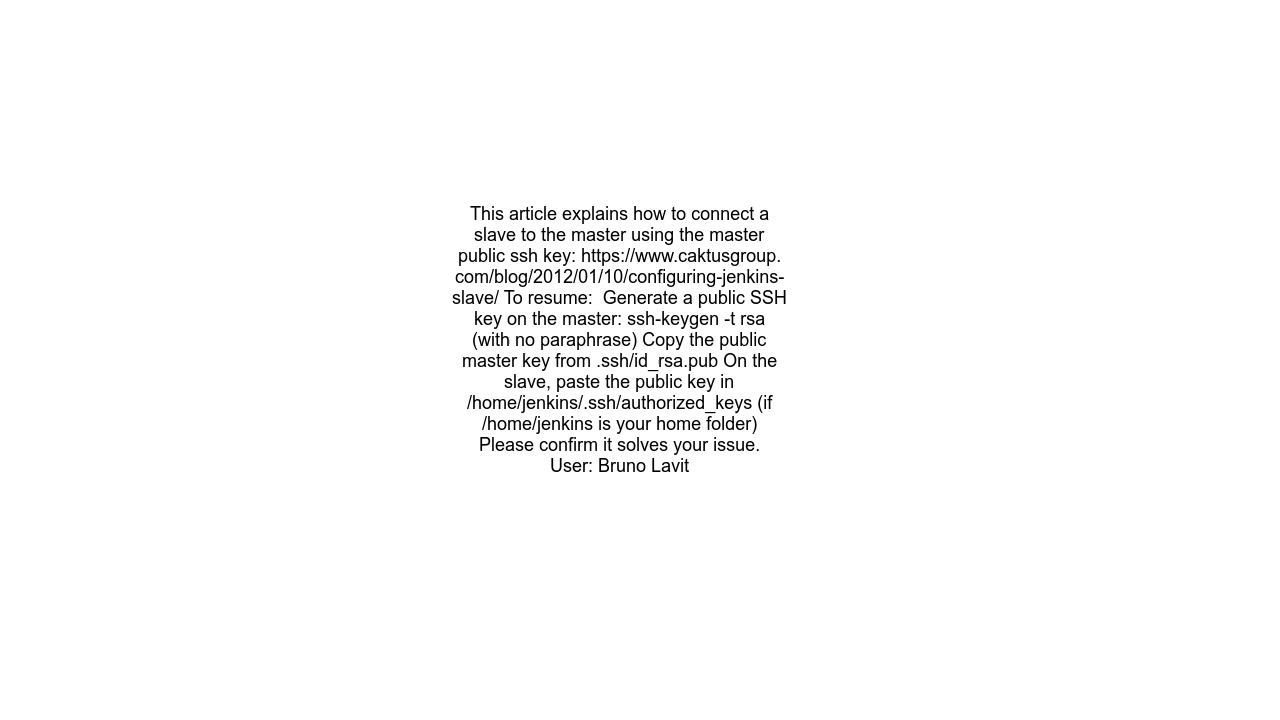 This article explains how to connect a
slave to the master using the master
public ssh key: https://www.caktusgroup.
com/blog/2012/01/10/configuring-jenkins-
slave/ To resume:  Generate a public SSH
key on the master: ssh-keygen -t rsa
(with no paraphrase) Copy the public
master key from .ssh/id_rsa.pub On the
slave, paste the public key in
/home/jenkins/.ssh/authorized_keys (if
/home/jenkins is your home folder)
Please confirm it solves your issue.
User: Bruno Lavit